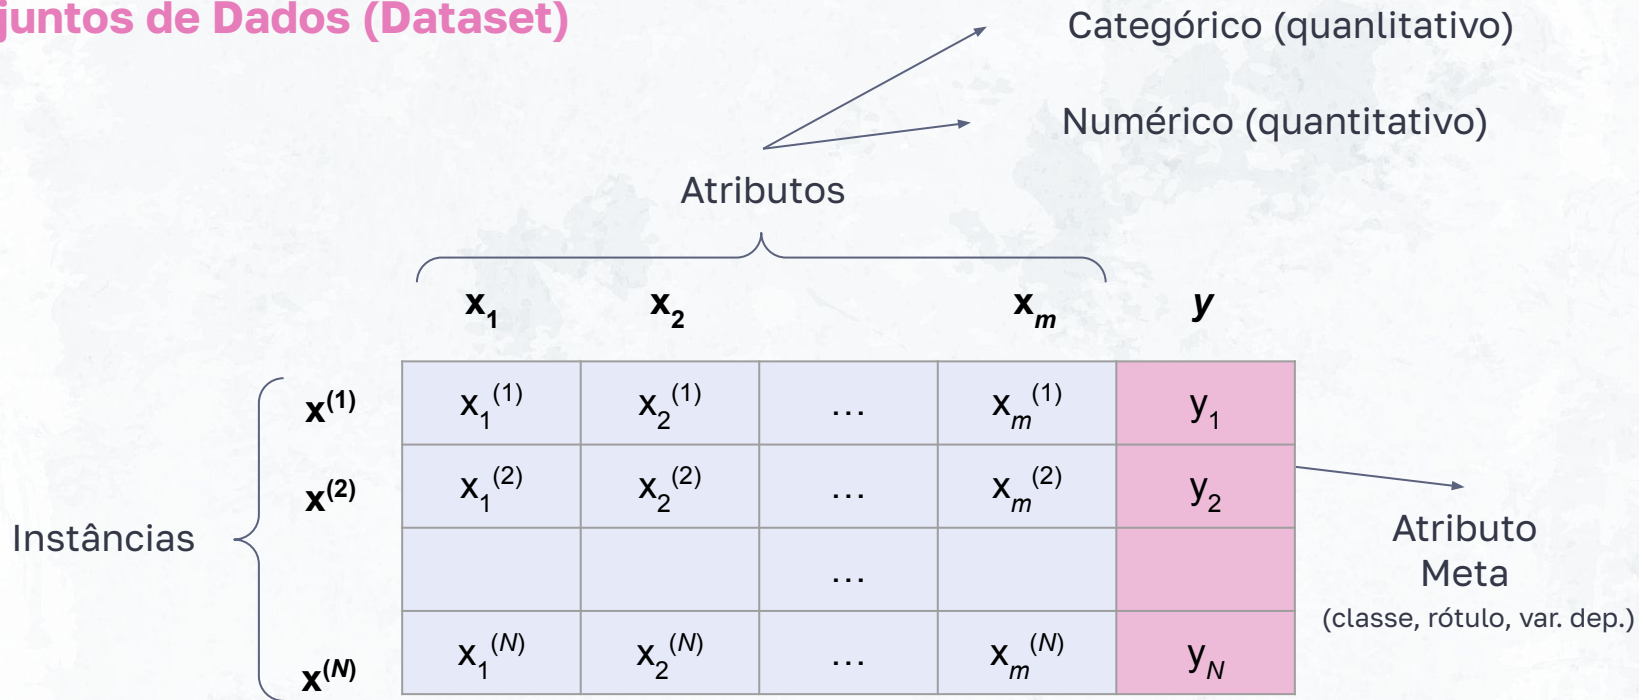 juntos de Dados (Dataset)
Categórico (quanlitativo)
Numérico (quantitativo)
Atributos
x₁ x₂ xₘ y
x⁽¹⁾ x₁⁽¹⁾ x₂⁽¹⁾ ... xₘ⁽¹⁾ y₁
x⁽²⁾ x₁⁽²⁾ x₂⁽²⁾ ... xₘ⁽²⁾ y₂
Instâncias
...
x⁽ᴺ⁾ x₁⁽ᴺ⁾ x₂⁽ᴺ⁾ ... xₘ⁽ᴺ⁾ y_N
Atributo
Meta
(classe, rótulo, var. dep.)